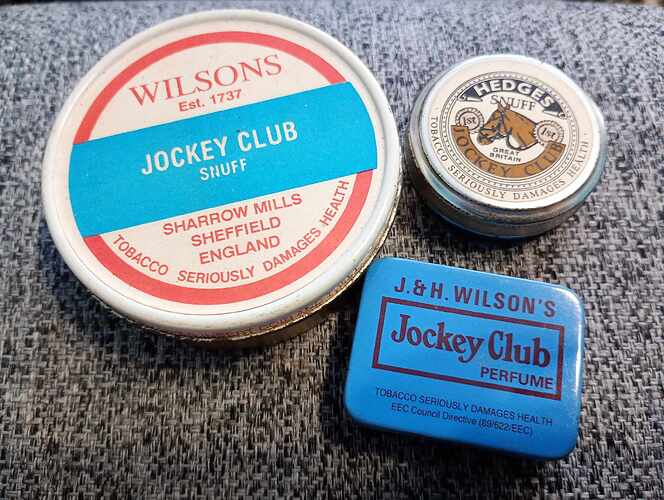 WILSONS
Est. 1737
JOCKEY CLUB
SNUFF
SHARROW MILLS
SHEFFIELD
ENGLAND
TOBACCO SERIOUSLY DAMAGES HEALTH
HEDGES
SNUFF
1st 1st
GREAT
BRITAIN
JOCKEY CLUB
TOBACCO SERIOUSLY DAMAGES HEALTH
J.&H. WILSON'S
Jockey Club
PERFUME
TOBACCO SERIOUSLY DAMAGES HEALTH
EEC Council Directive (89/622/EEC)